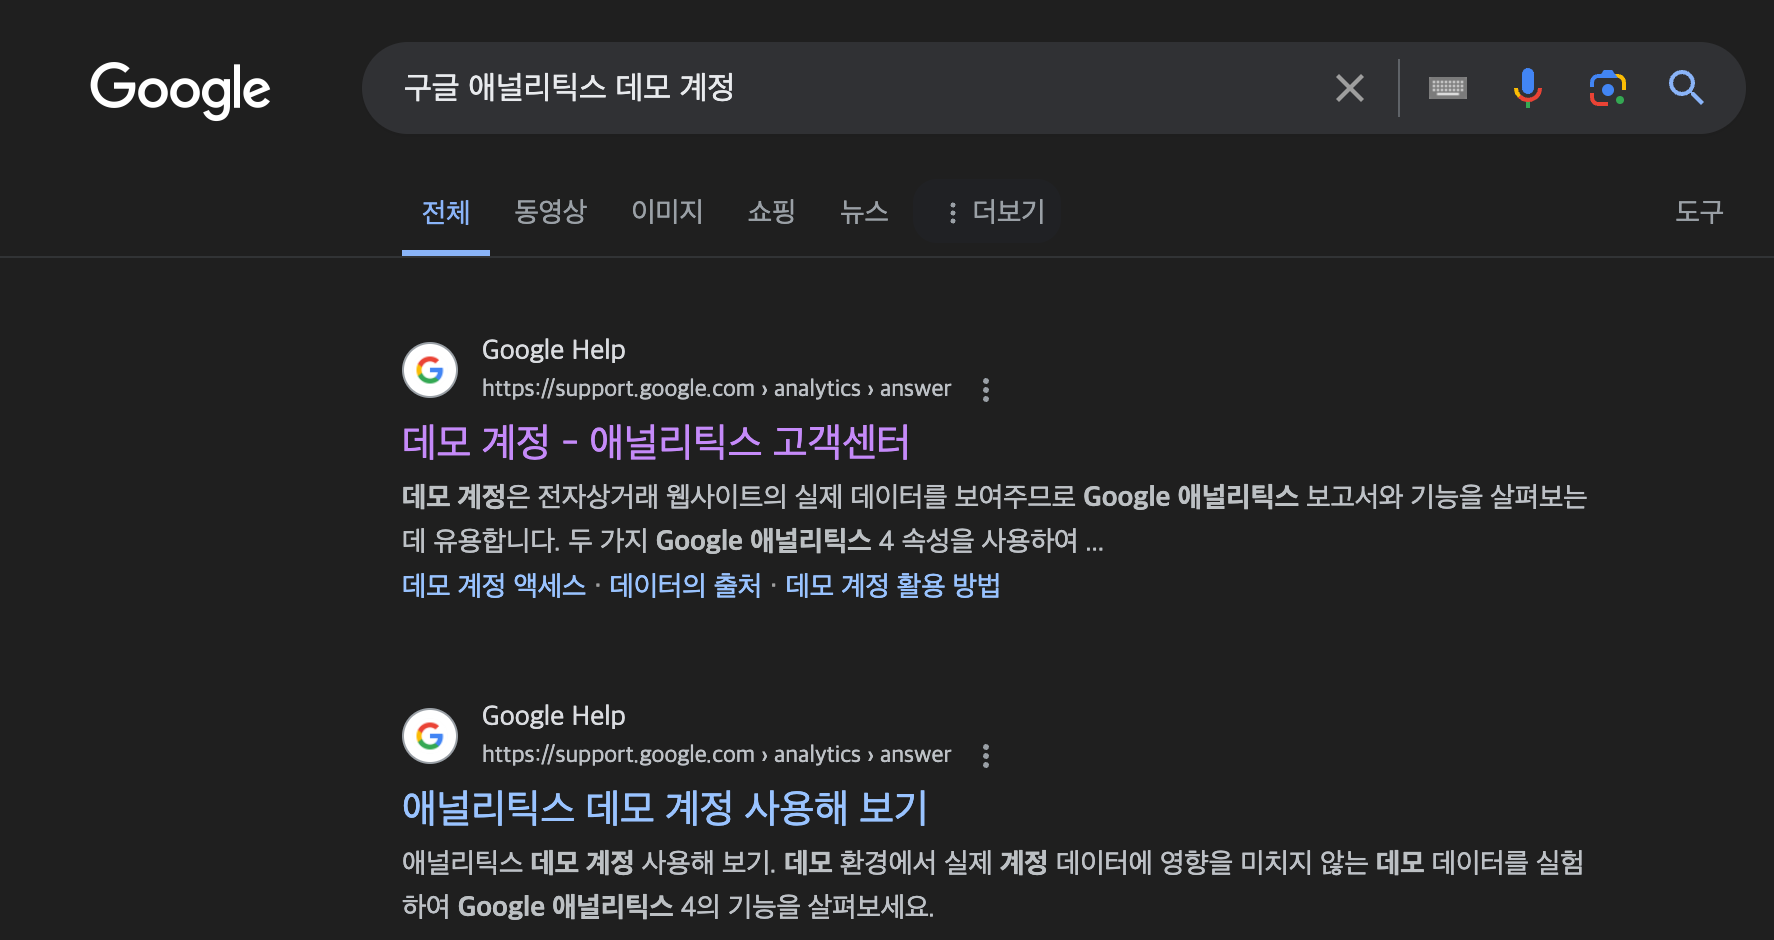 Google
구글 애널리틱스 데모 계정
전체 동영상 이미지 쇼핑 뉴스 더보기 도구
Google Help
https://support.google.com › analytics › answer
데모 계정 - 애널리틱스 고객센터
데모 계정은 전자상거래 웹사이트의 실제 데이터를 보여주므로 Google 애널리틱스 보고서와 기능을 살펴보는
데 유용합니다. 두 가지 Google 애널리틱스 4 속성을 사용하여 ...
데모 계정 액세스 · 데이터의 출처 · 데모 계정 활용 방법
Google Help
https://support.google.com › analytics › answer
애널리틱스 데모 계정 사용해 보기
애널리틱스 데모 계정 사용해 보기. 데모 환경에서 실제 계정 데이터에 영향을 미치지 않는 데모 데이터를 실험
하여 Google 애널리틱스 4의 기능을 살펴보세요.